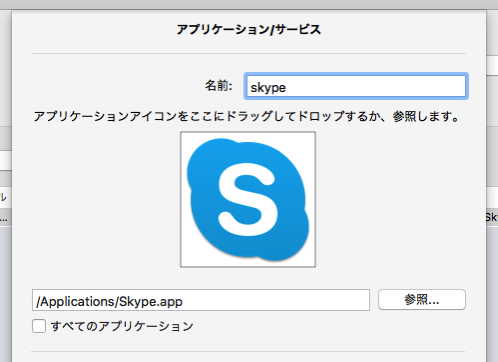 アプリケーション/サービス
名前: skype
アプリケーションアイコンをここにドラッグしてドロップするか、参照します。
S
ル
...
Sk
/Applications/Skype.app 参照...
すべてのアプリケーション